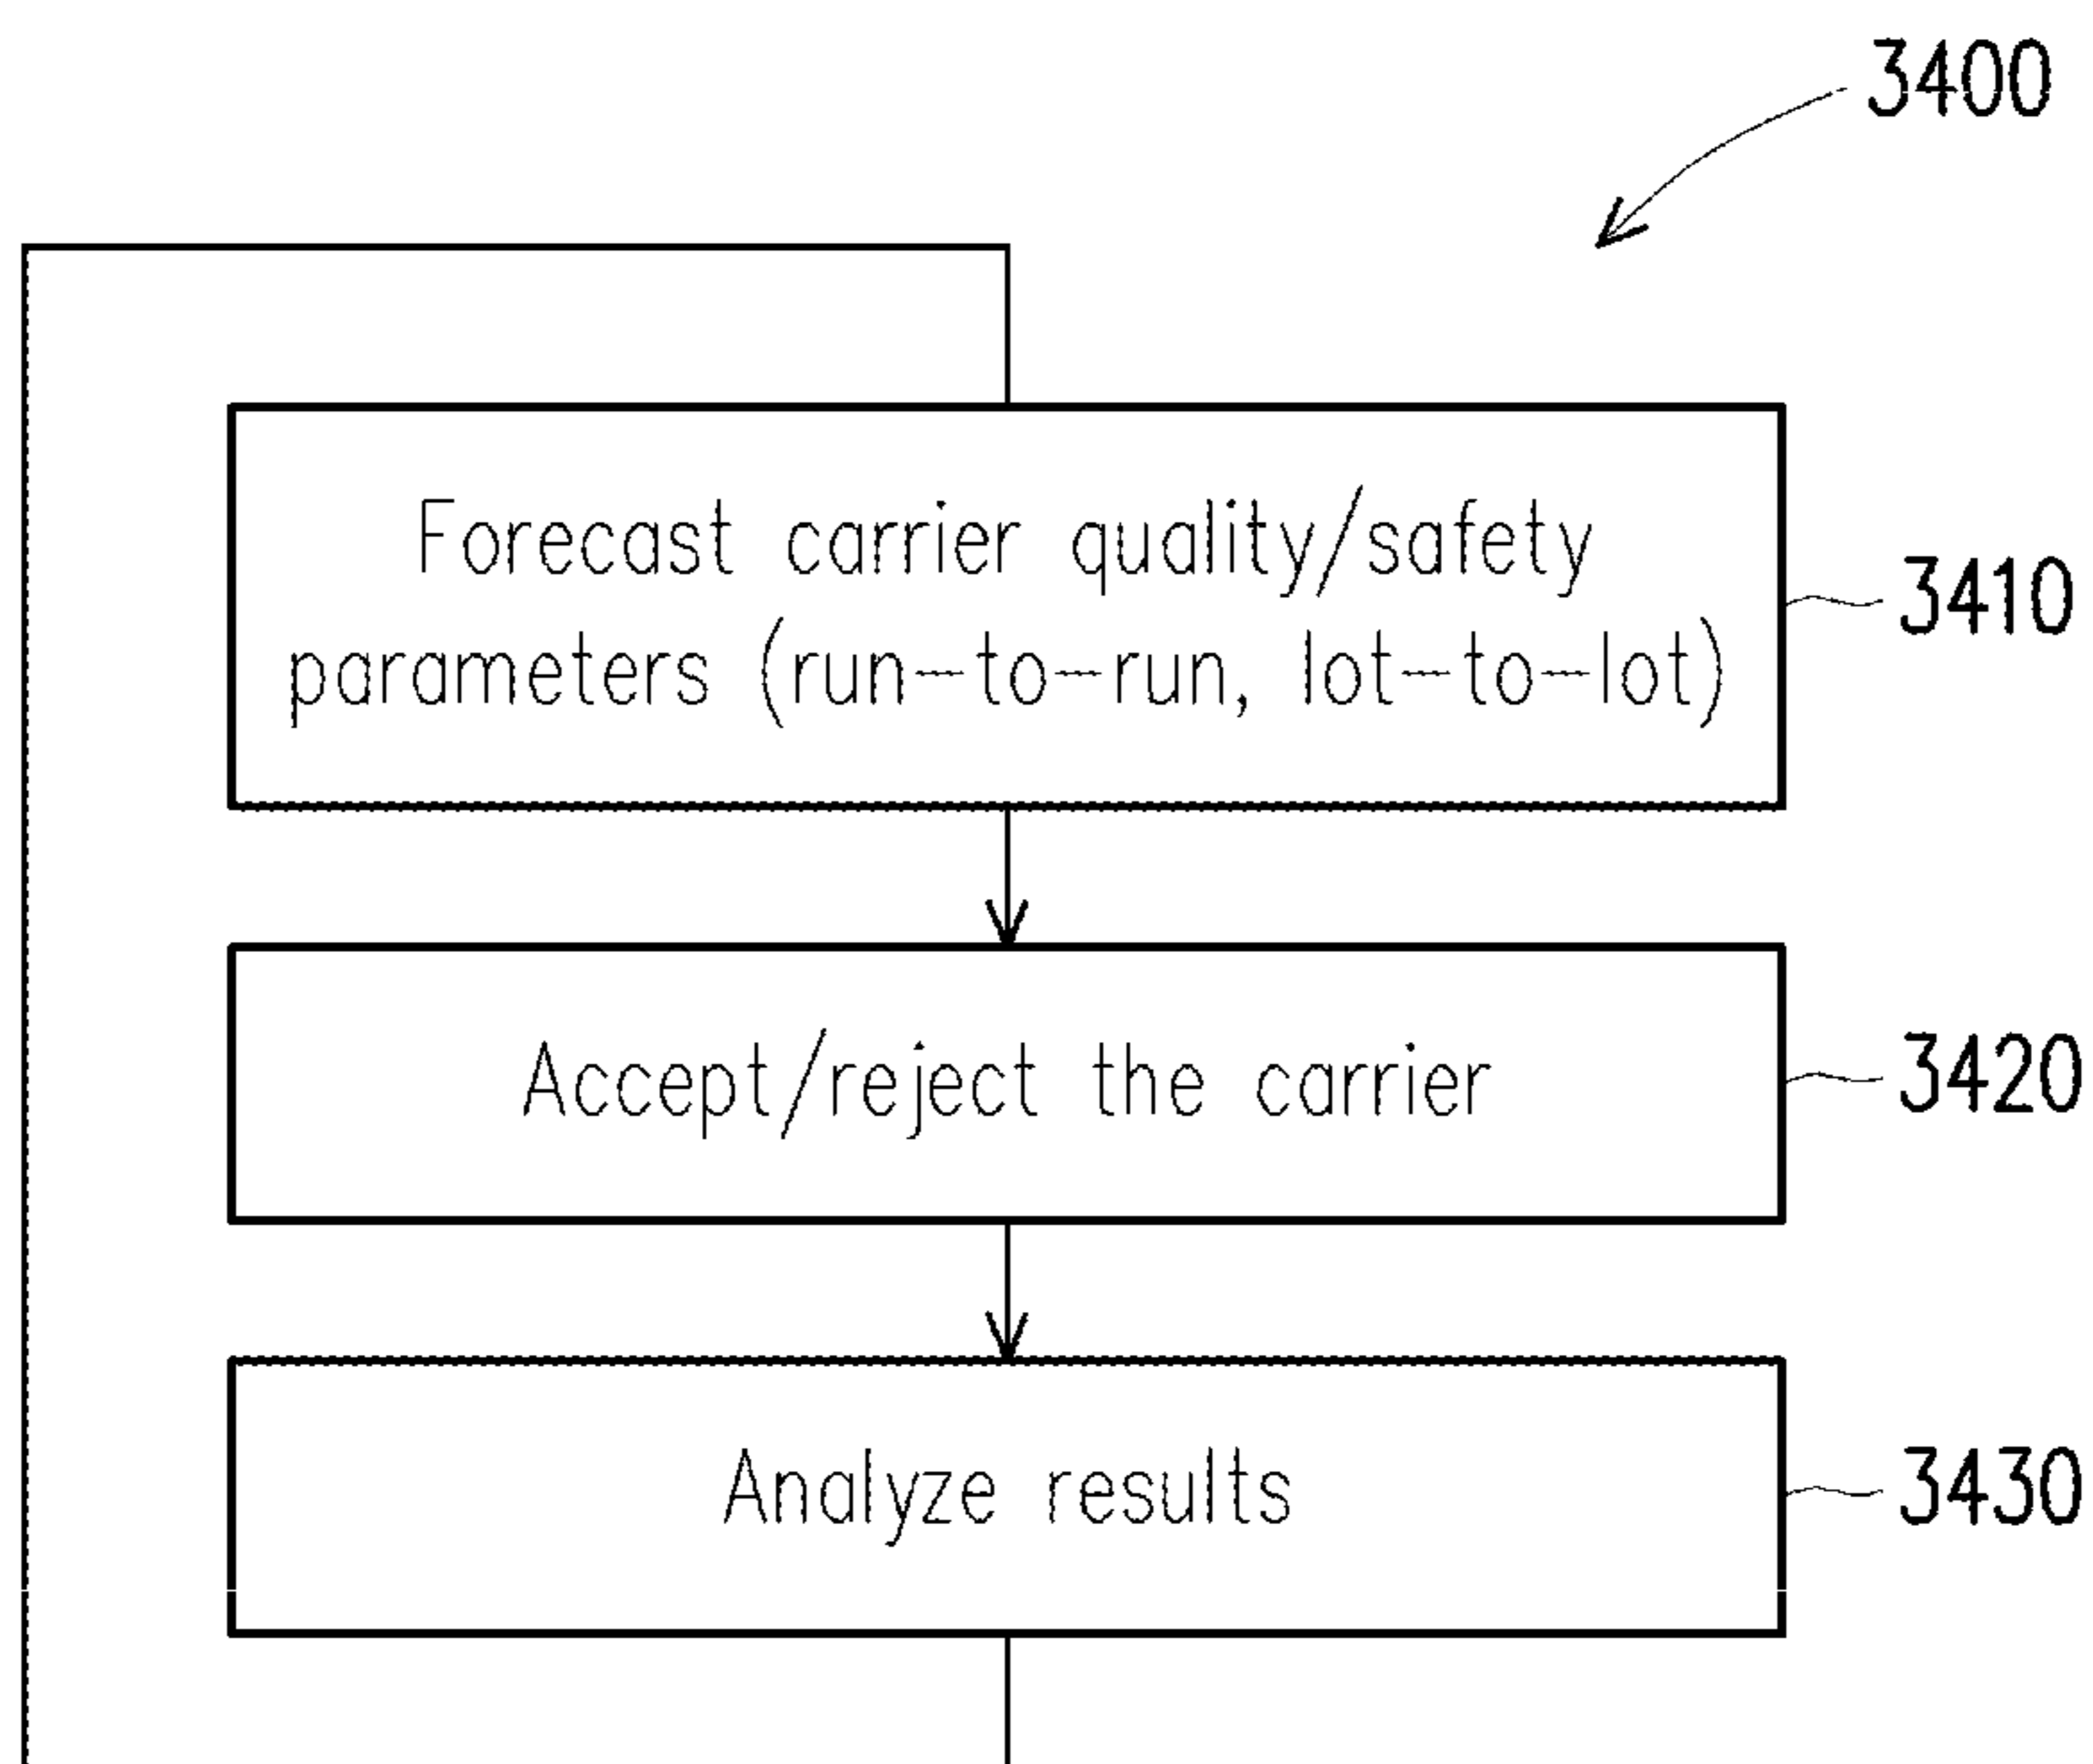 3400
Forecast carrier quality/safety
parameters (run-to-run, lot-to-lot)
3410
Accept/reject the carrier
3420
Analyze results
3430